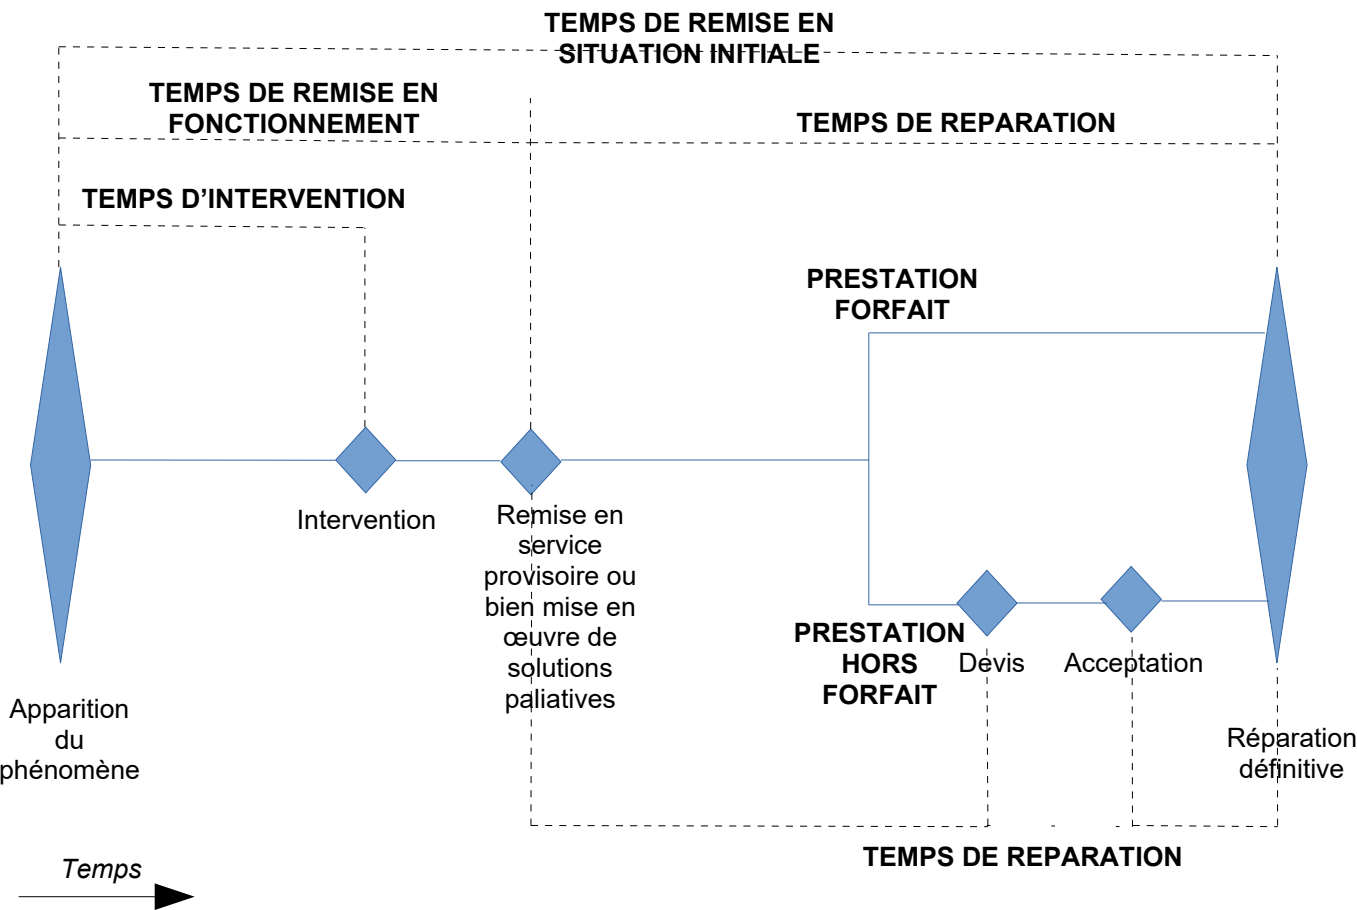 TEMPS DE REMISE EN
SITUATION INITIALE
TEMPS DE REMISE EN
FONCTIONNEMENT
TEMPS DE REPARATION
TEMPS D’INTERVENTION
PRESTATION
FORFAIT
Intervention
Remise en
service
provisoire ou
bien mise en
œuvre de
solutions
paliatives
PRESTATION
HORS
FORFAIT
Devis
Acceptation
Apparition
du
phénomène
Réparation
définitive
TEMPS DE REPARATION
Temps